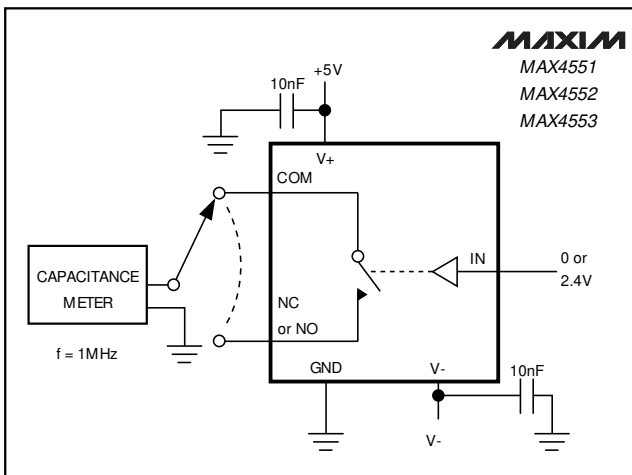 MAXIM
MAX4551
MAX4552
MAX4553
+5V
10nF
V+
COM
CAPACITANCE
METER
f = 1MHz
NC
or NO
IN
0 or
2.4V
GND
V-
10nF
V-